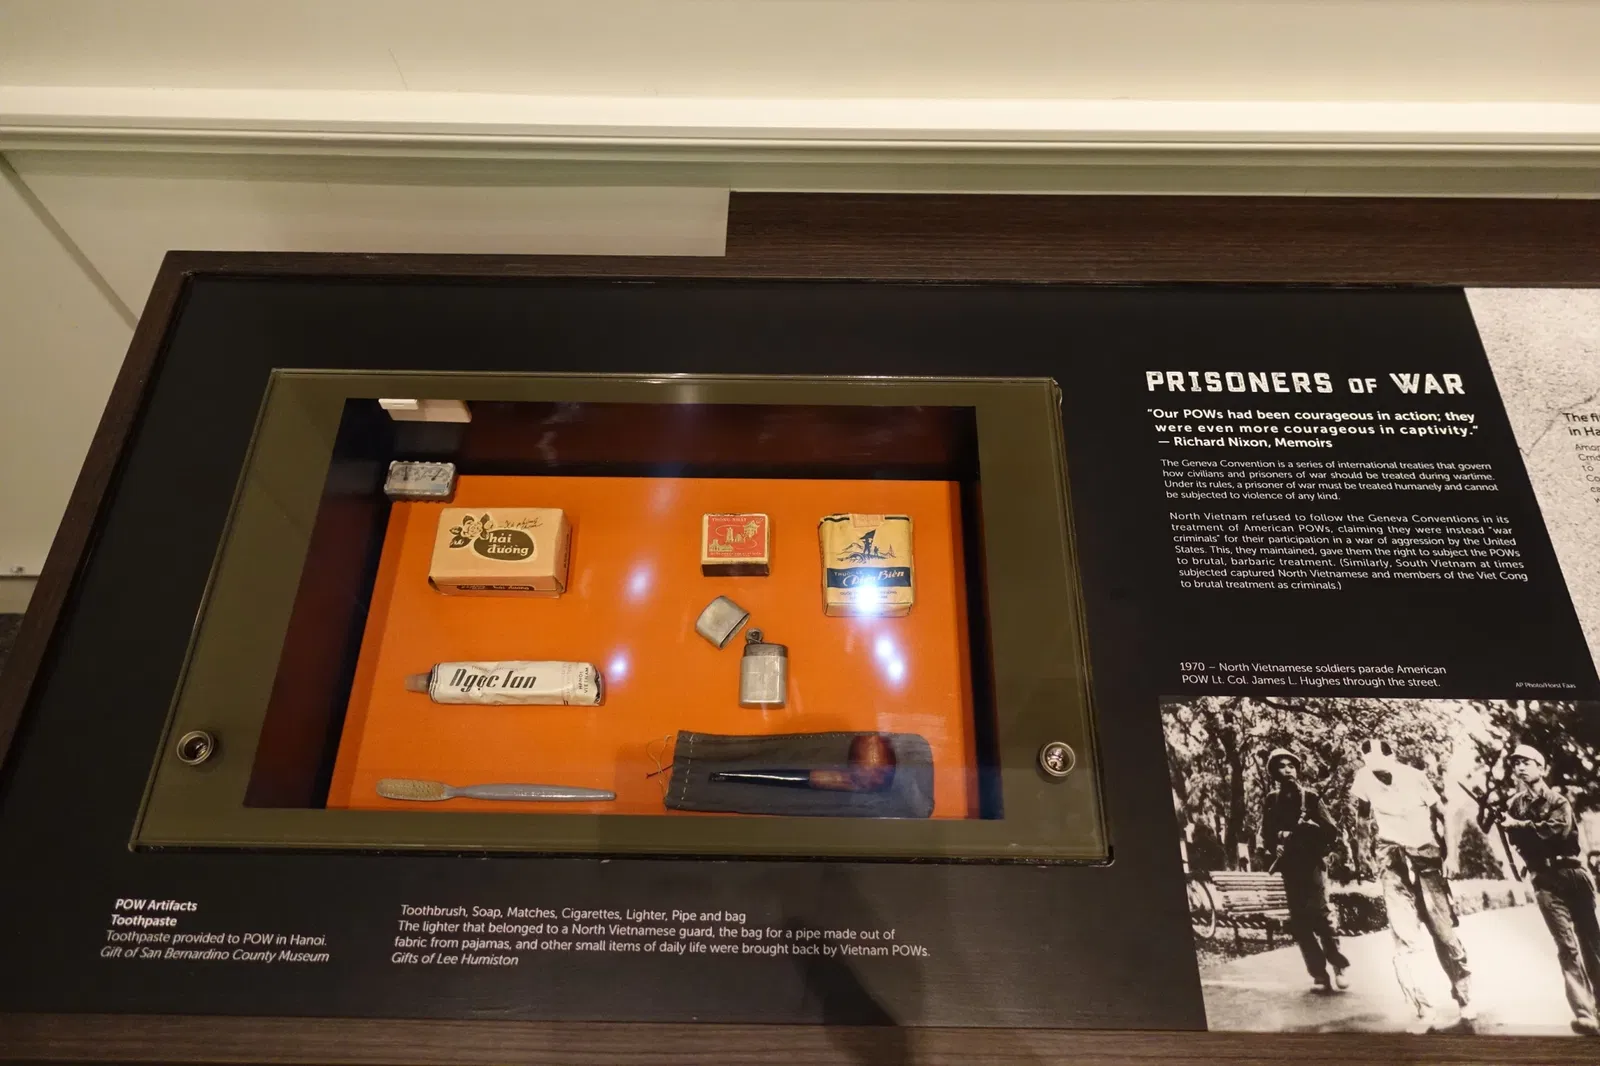 hải
đường
Điện Biên
Ngọc lan
PRISONERS OF WAR
"Our POWs had been courageous in action; they
were even more courageous in captivity."
— Richard Nixon, Memoirs
The Geneva Convention is a series of international treaties that govern
how civilians and prisoners of war should be treated during wartime.
Under its rules, a prisoner of war must be treated humanely and cannot
be subjected to violence of any kind.
North Vietnam refused to follow the Geneva Conventions in its
treatment of American POWs, claiming they were instead "war
criminals" for their participation in a war of aggression by the United
States. This, they maintained, gave them the right to subject the POWs
to brutal, barbaric treatment. (Similarly, South Vietnam at times
subjected captured North Vietnamese and members of the Viet Cong
to brutal treatment as criminals.)
1970 – North Vietnamese soldiers parade American
POW Lt. Col. James L. Hughes through the street.
AP Photo/Horst Faas
The
in Ha
POW Artifacts
Toothpaste
Toothpaste provided to POW in Hanoi.
Gift of San Bernardino County Museum
Toothbrush, Soap, Matches, Cigarettes, Lighter, Pipe and bag
The lighter that belonged to a North Vietnamese guard, the bag for a pipe made out of
fabric from pajamas, and other small items of daily life were brought back by Vietnam POWs.
Gifts of Lee Humiston